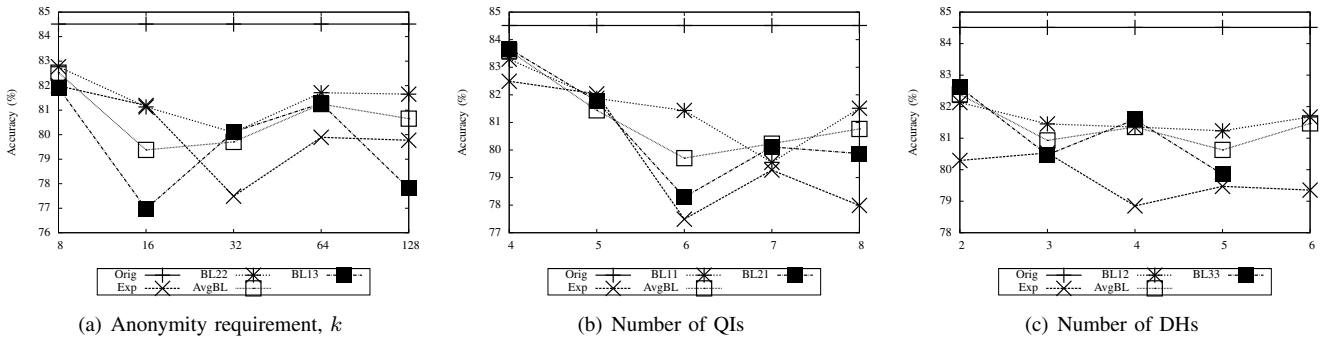 85
84
83
82
81
80
79
78
77
76
Accuracy (%)
8 16 32 64 128
Orig BL22 BL13
Exp AvgBL
(a) Anonymity requirement, k
85
84
83
82
81
80
79
78
77
Accuracy (%)
4 5 6 7 8
Orig BL11 BL21
Exp AvgBL
(b) Number of QIs
85
84
83
82
81
80
79
78
Accuracy (%)
2 3 4 5 6
Orig BL12 BL33
Exp AvgBL
(c) Number of DHs